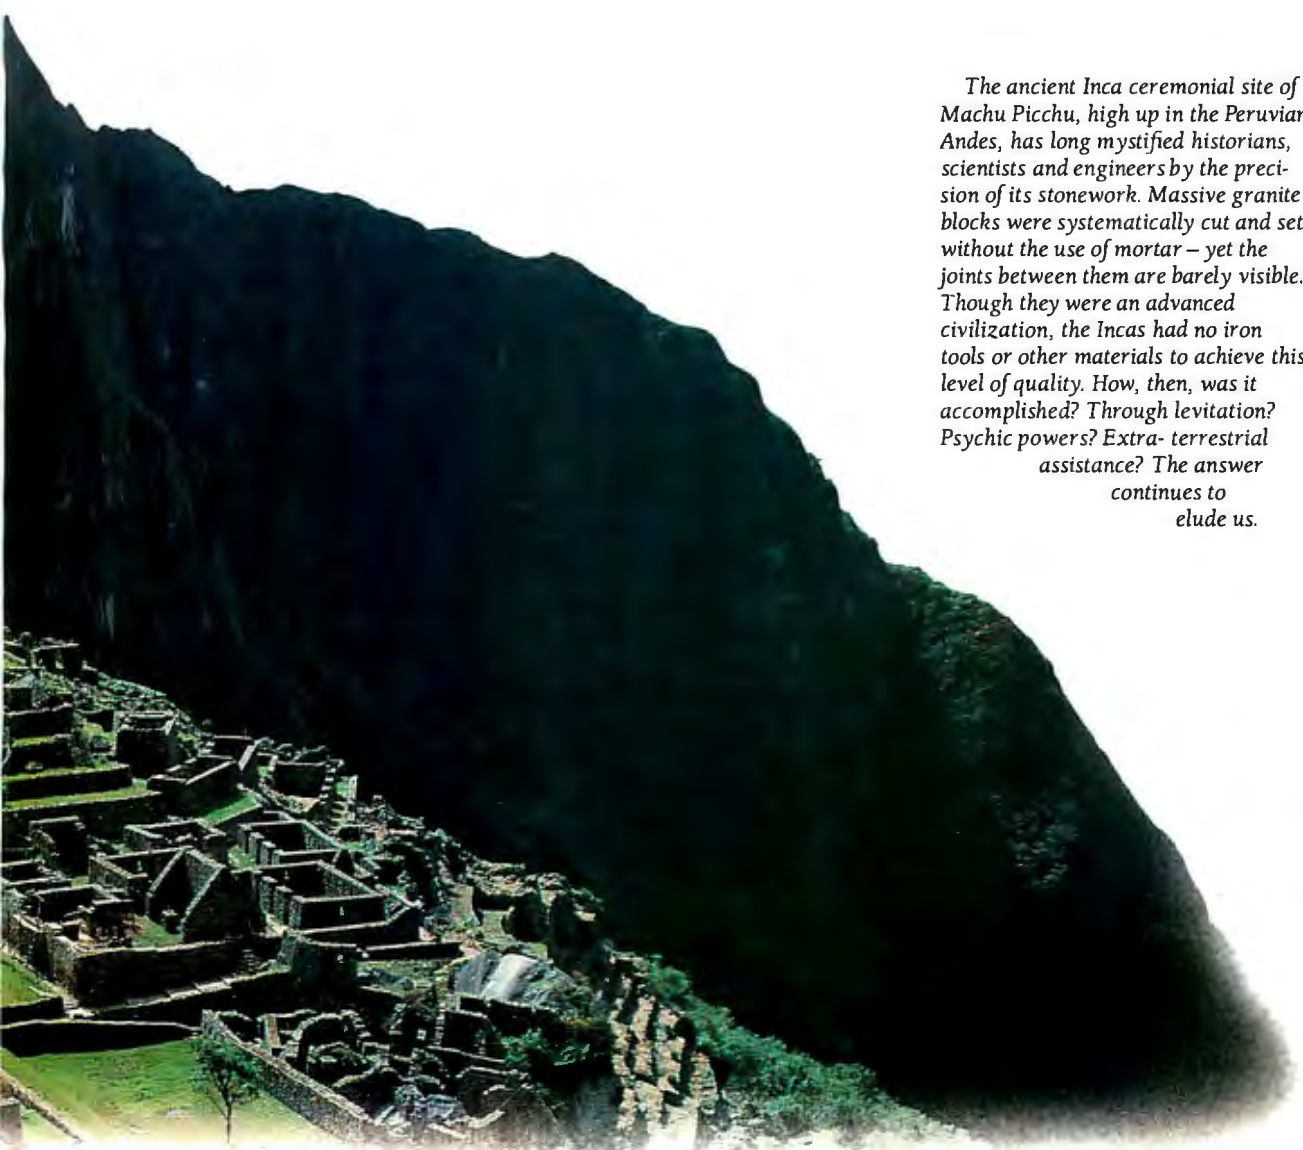 The ancient Inca ceremonial site of
Machu Picchu, high up in the Peruvian
Andes, has long mystified historians,
scientists and engineers by the preci-
sion of its stonework. Massive granite
blocks were systematically cut and set
without the use of mortar – yet the
joints between them are barely visible.
Though they were an advanced
civilization, the Incas had no iron
tools or other materials to achieve this
level of quality. How, then, was it
accomplished? Through levitation?
Psychic powers? Extra- terrestrial
assistance? The answer
continues to
elude us.